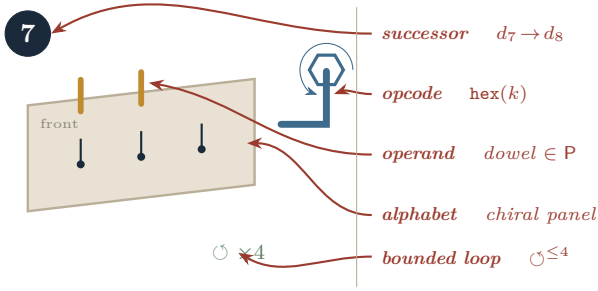 7
successor d₇→d₈
opcode hex(k)
front
operand dowel ∈ P
alphabet chiral panel
↺ ×4
bounded loop ↺≤4